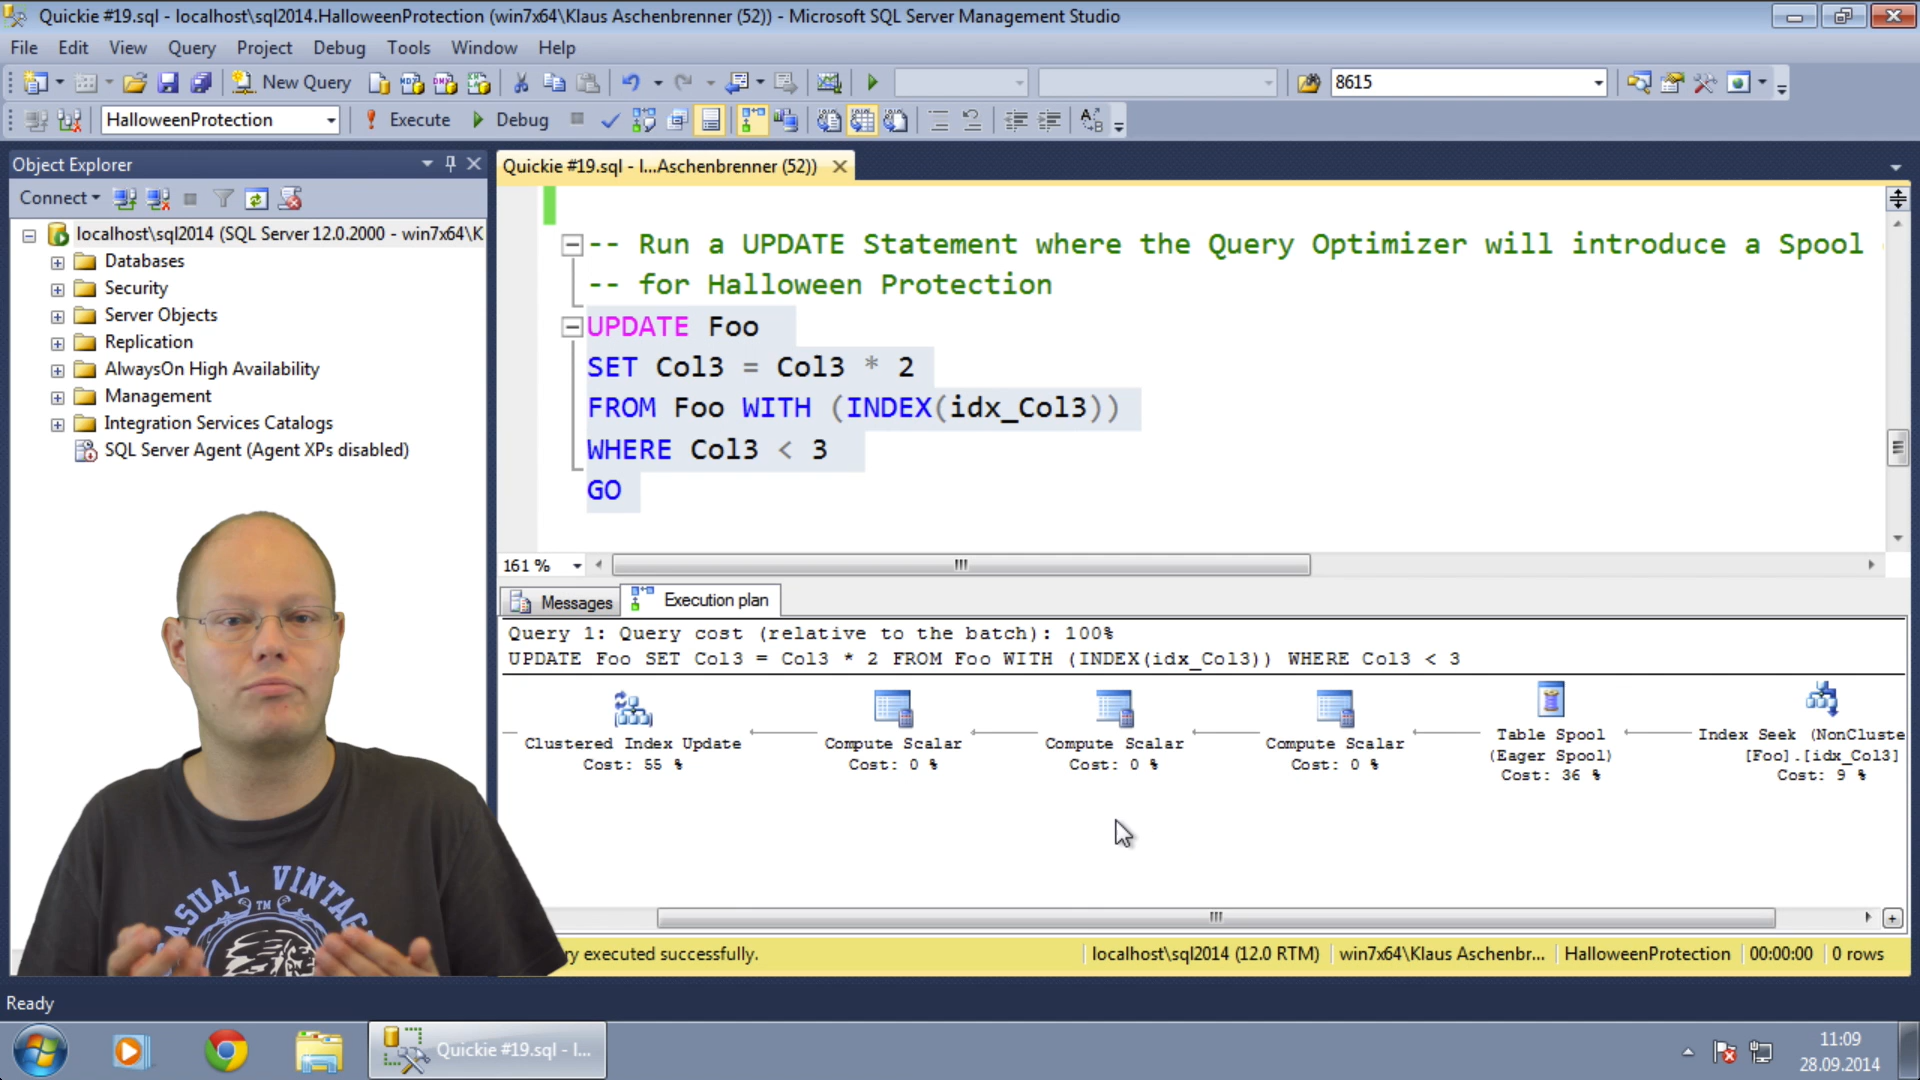 Quickie #19.sql - localhost\sql2014.HalloweenProtection (win7x64\Klaus Aschenbrenner (52)) - Microsoft SQL Server Management Studio
File Edit View Query Project Debug Tools Window Help
New Query 8615
HalloweenProtection Execute Debug
Object Explorer
Connect
localhost\sql2014 (SQL Server 12.0.2000 - win7x64\K
Databases
Security
Server Objects
Replication
AlwaysOn High Availability
Management
Integration Services Catalogs
SQL Server Agent (Agent XPs disabled)
Quickie #19.sql - l...Aschenbrenner (52))
-- Run a UPDATE Statement where the Query Optimizer will introduce a Spool
-- for Halloween Protection
UPDATE Foo
SET Col3 = Col3 * 2
FROM Foo WITH (INDEX(idx_Col3))
WHERE Col3 < 3
GO
161 %
Messages Execution plan
Query 1: Query cost (relative to the batch): 100%
UPDATE Foo SET Col3 = Col3 * 2 FROM Foo WITH (INDEX(idx_Col3)) WHERE Col3 < 3
Clustered Index Update
Cost: 55 %
Compute Scalar
Cost: 0 %
Compute Scalar
Cost: 0 %
Compute Scalar
Cost: 0 %
Table Spool
(Eager Spool)
Cost: 36 %
Index Seek (NonCluste
[Foo].[idx_Col3]
Cost: 9 %
CASUAL VINTAGE
TM
ry executed successfully. localhost\sql2014 (12.0 RTM) win7x64\Klaus Aschenbr... HalloweenProtection 00:00:00 0 rows
Ready
Quickie #19.sql - l...
11:09
28.09.2014